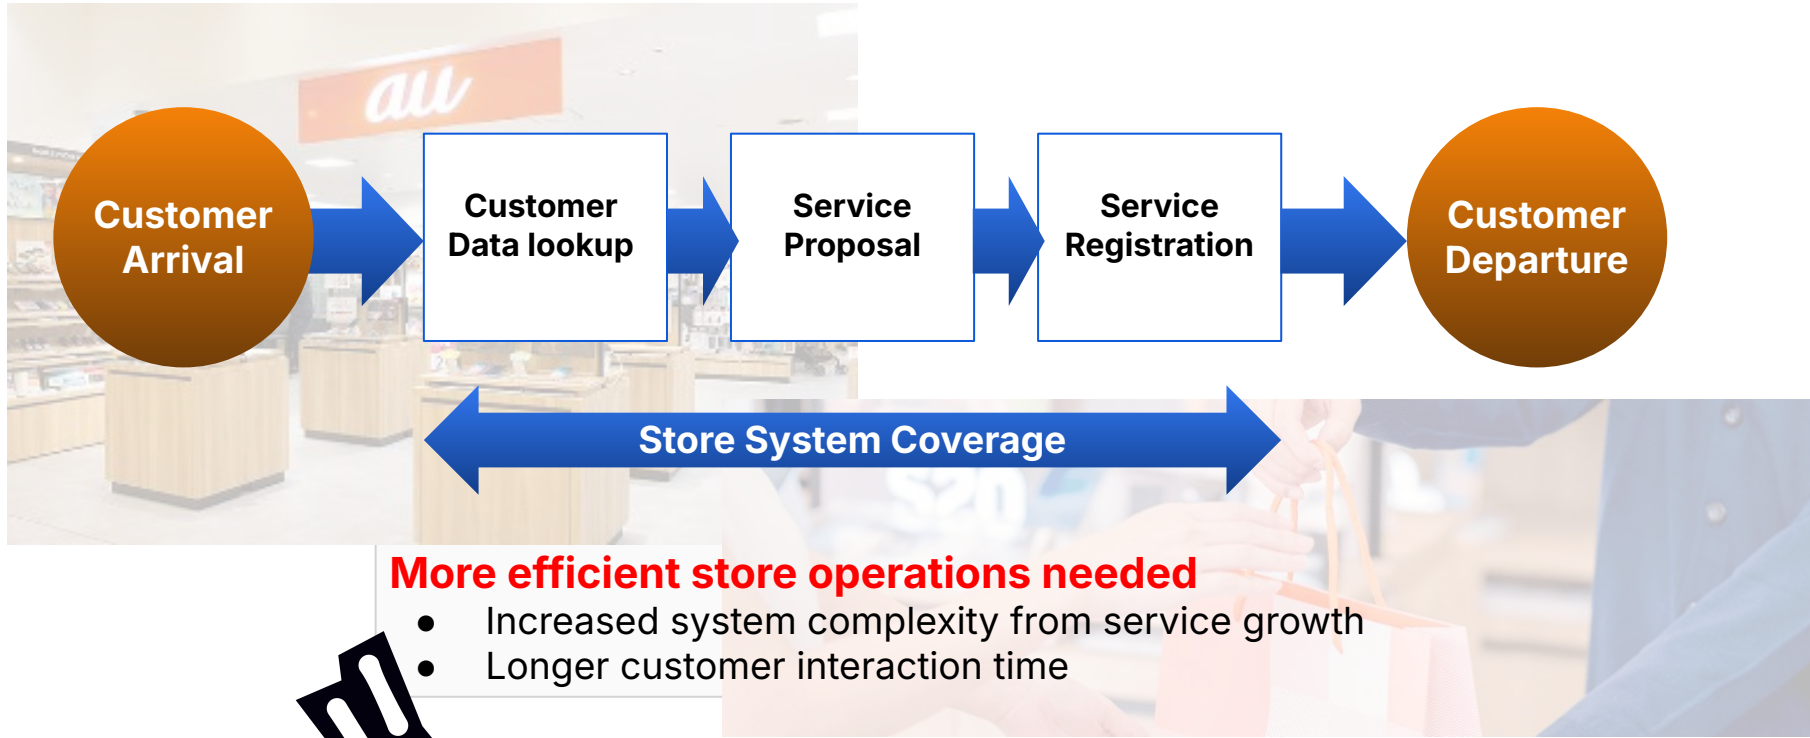 au
Customer
Arrival
Customer
Data lookup
Service
Proposal
Service
Registration
Customer
Departure
Store System Coverage
More efficient store operations needed
● Increased system complexity from service growth
● Longer customer interaction time